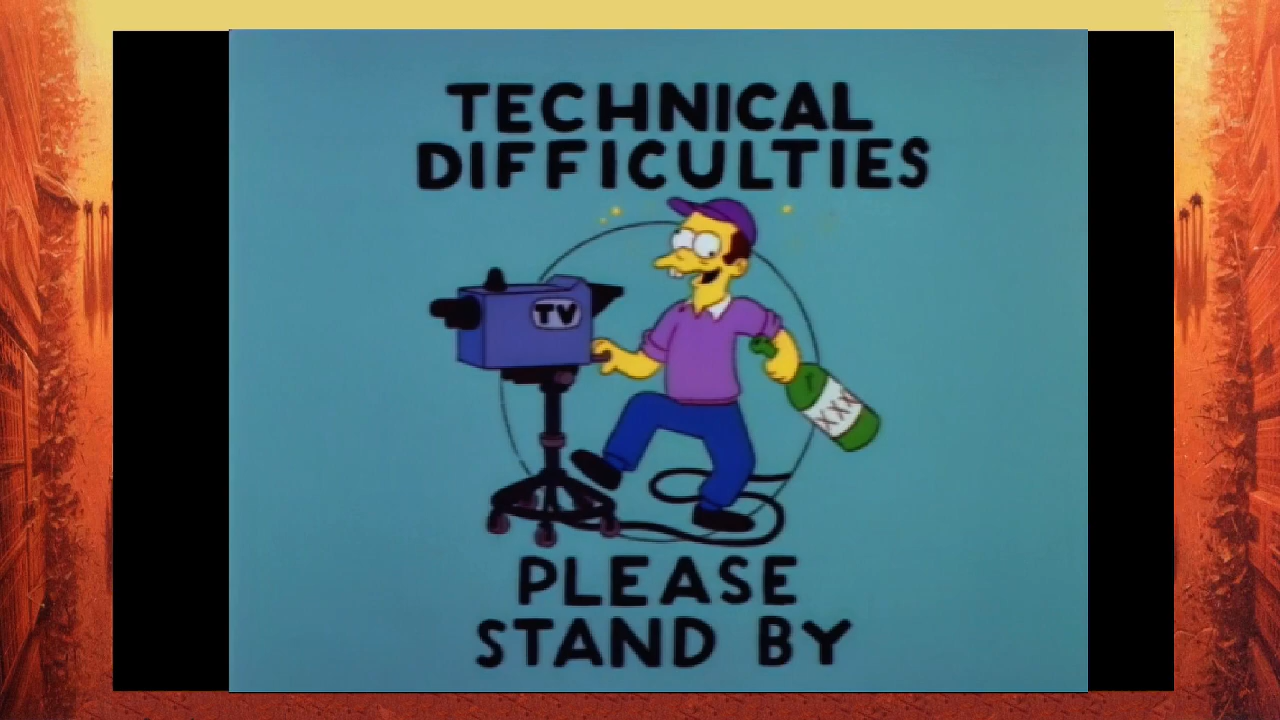 TECHNICAL
DIFFICULTIES
TV
XXX
PLEASE
STAND BY